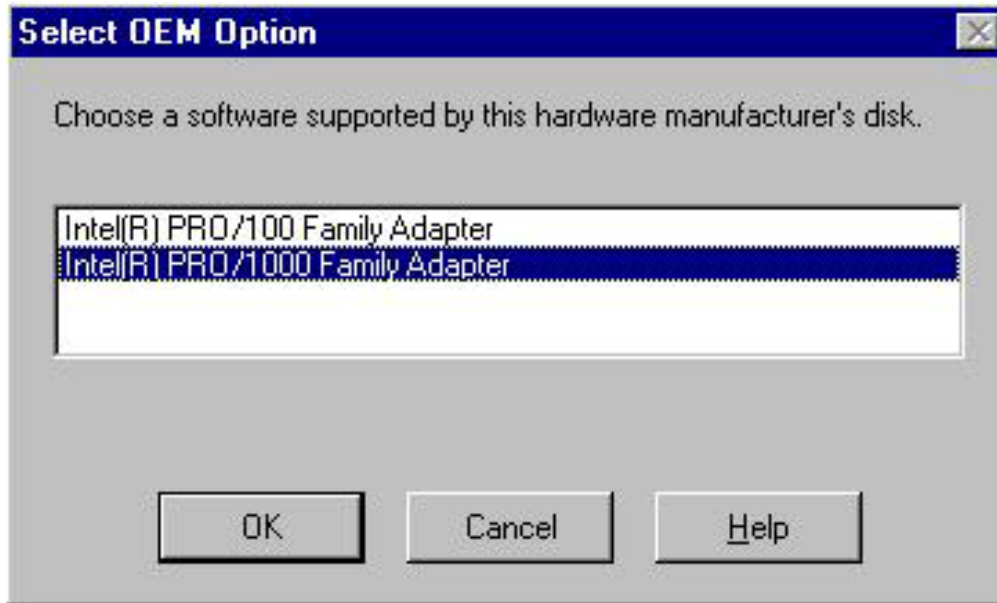 Select OEM Option
Choose a software supported by this hardware manufacturer's disk.
Intel(R) PRO/100 Family Adapter
Intel(R) PRO/1000 Family Adapter
OK
Cancel
Help